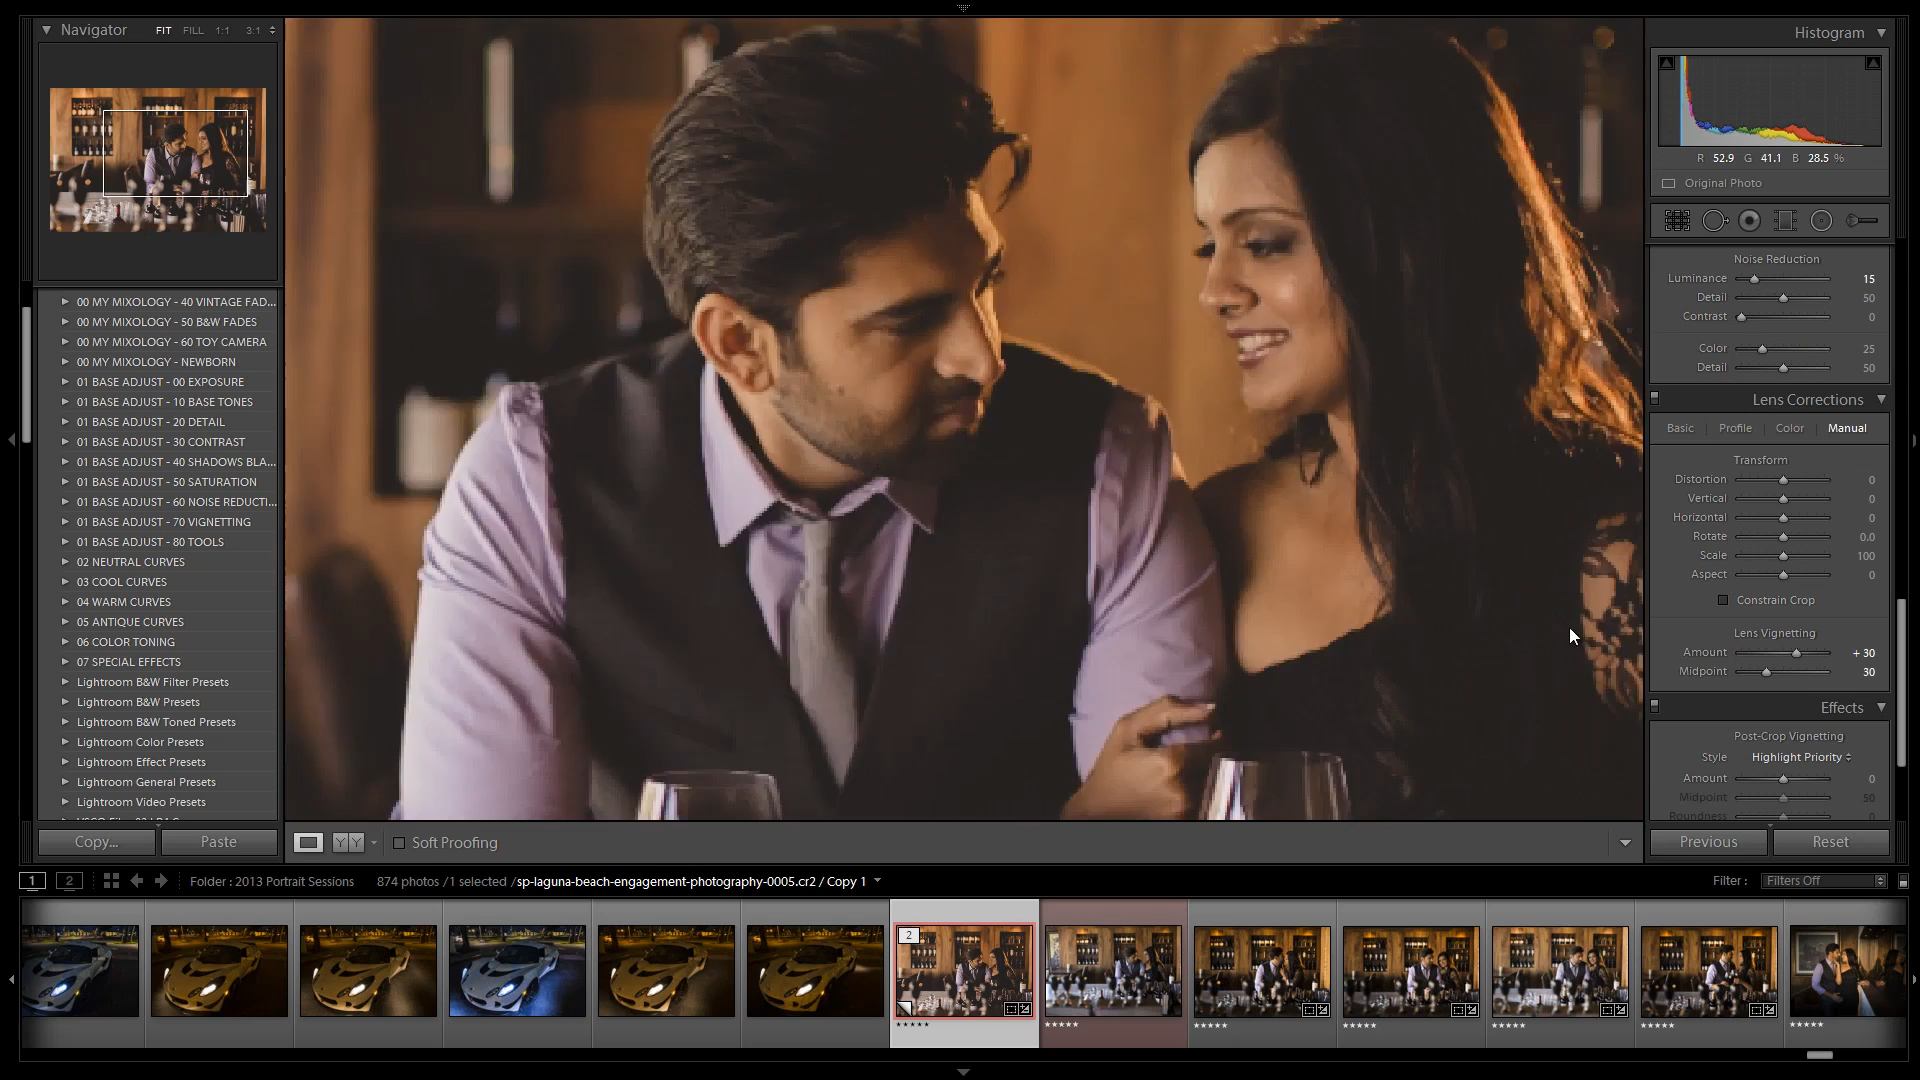 Navigator FIT FILL 1:1 3:1
00 MY MIXOLOGY - 40 VINTAGE FAD...
00 MY MIXOLOGY - 50 B&W FADES
00 MY MIXOLOGY - 60 TOY CAMERA
00 MY MIXOLOGY - NEWBORN
01 BASE ADJUST - 00 EXPOSURE
01 BASE ADJUST - 10 BASE TONES
01 BASE ADJUST - 20 DETAIL
01 BASE ADJUST - 30 CONTRAST
01 BASE ADJUST - 40 SHADOWS BLA...
01 BASE ADJUST - 50 SATURATION
01 BASE ADJUST - 60 NOISE REDUCTI...
01 BASE ADJUST - 70 VIGNETTING
01 BASE ADJUST - 80 TOOLS
02 NEUTRAL CURVES
03 COOL CURVES
04 WARM CURVES
05 ANTIQUE CURVES
06 COLOR TONING
07 SPECIAL EFFECTS
Lightroom B&W Filter Presets
Lightroom B&W Presets
Lightroom B&W Toned Presets
Lightroom Color Presets
Lightroom Effect Presets
Lightroom General Presets
Lightroom Video Presets
Copy... Paste
Y Y Soft Proofing
Histogram
R 52.9 G 41.1 B 28.5 %
Original Photo
Noise Reduction
Luminance 15
Detail 50
Contrast 0
Color 25
Detail 50
Lens Corrections
Basic Profile Color Manual
Transform
Distortion 0
Vertical 0
Horizontal 0
Rotate 0.0
Scale 100
Aspect 0
Constrain Crop
Lens Vignetting
Amount + 30
Midpoint 30
Effects
Post-Crop Vignetting
Style Highlight Priority
Amount 0
Midpoint 50
Roundness 0
Previous Reset
1 2 Folder : 2013 Portrait Sessions 874 photos /1 selected /sp-laguna-beach-engagement-photography-0005.cr2 / Copy 1 Filter : Filters Off
2